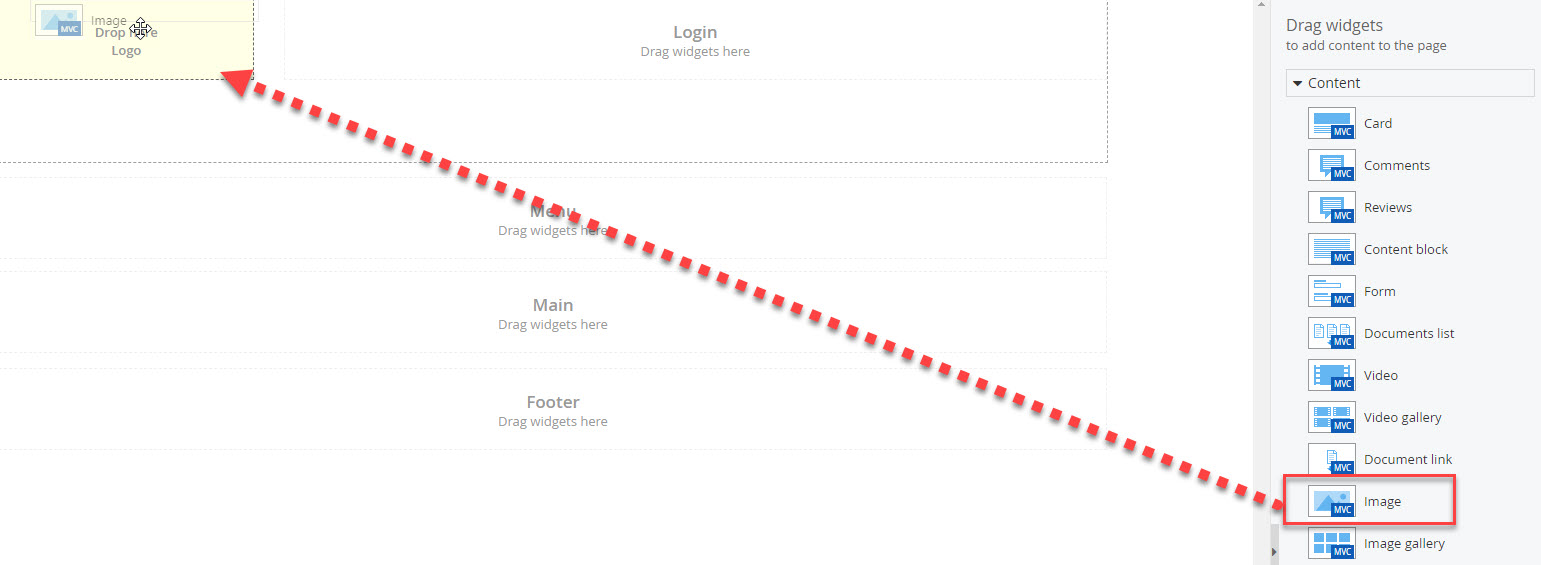 Image
Drop here
Logo
Login
Drag widgets here
Menu
Drag widgets here
Main
Drag widgets here
Footer
Drag widgets here
Drag widgets
to add content to the page
Content
MVC Card
MVC Comments
MVC Reviews
MVC Content block
MVC Form
MVC Documents list
MVC Video
MVC Video gallery
MVC Document link
MVC Image
MVC Image gallery
MVC